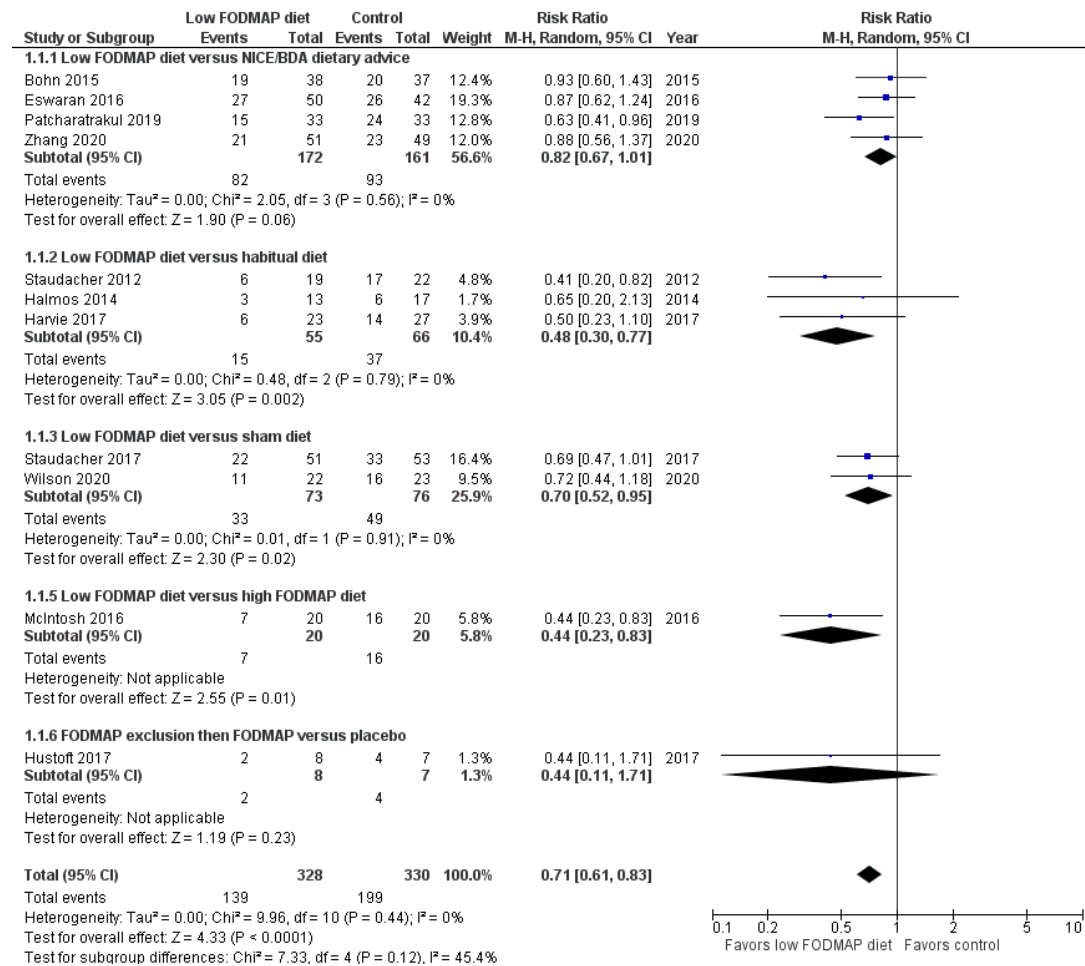 Low FODMAP diet Control Risk Ratio Risk Ratio
Study or Subgroup Events Total Events Total Weight M-H, Random, 95% CI Year M-H, Random, 95% CI
1.1.1 Low FODMAP diet versus NICE/BDA dietary advice
Bohn 2015 19 38 20 37 12.4% 0.93 [0.60, 1.43] 2015
Eswaran 2016 27 50 26 42 19.3% 0.87 [0.62, 1.24] 2016
Patcharatrakul 2019 15 33 24 33 12.8% 0.63 [0.41, 0.96] 2019
Zhang 2020 21 51 23 49 12.0% 0.88 [0.56, 1.37] 2020
Subtotal (95% CI) 172 161 56.6% 0.82 [0.67, 1.01]
Total events 82 93
Heterogeneity: Tau² = 0.00; Chi² = 2.05, df = 3 (P = 0.56); I² = 0%
Test for overall effect: Z = 1.90 (P = 0.06)
1.1.2 Low FODMAP diet versus habitual diet
Staudacher 2012 6 19 17 22 4.8% 0.41 [0.20, 0.82] 2012
Halmos 2014 3 13 6 17 1.7% 0.65 [0.20, 2.13] 2014
Harvie 2017 6 23 14 27 3.9% 0.50 [0.23, 1.10] 2017
Subtotal (95% CI) 55 66 10.4% 0.48 [0.30, 0.77]
Total events 15 37
Heterogeneity: Tau² = 0.00; Chi² = 0.48, df = 2 (P = 0.79); I² = 0%
Test for overall effect: Z = 3.05 (P = 0.002)
1.1.3 Low FODMAP diet versus sham diet
Staudacher 2017 22 51 33 53 16.4% 0.69 [0.47, 1.01] 2017
Wilson 2020 11 22 16 23 9.5% 0.72 [0.44, 1.18] 2020
Subtotal (95% CI) 73 76 25.9% 0.70 [0.52, 0.95]
Total events 33 49
Heterogeneity: Tau² = 0.00; Chi² = 0.01, df = 1 (P = 0.91); I² = 0%
Test for overall effect: Z = 2.30 (P = 0.02)
1.1.5 Low FODMAP diet versus high FODMAP diet
McIntosh 2016 7 20 16 20 5.8% 0.44 [0.23, 0.83] 2016
Subtotal (95% CI) 20 20 5.8% 0.44 [0.23, 0.83]
Total events 7 16
Heterogeneity: Not applicable
Test for overall effect: Z = 2.55 (P = 0.01)
1.1.6 FODMAP exclusion then FODMAP versus placebo
Hustoft 2017 2 8 4 7 1.3% 0.44 [0.11, 1.71] 2017
Subtotal (95% CI) 8 7 1.3% 0.44 [0.11, 1.71]
Total events 2 4
Heterogeneity: Not applicable
Test for overall effect: Z = 1.19 (P = 0.23)
Total (95% CI) 328 330 100.0% 0.71 [0.61, 0.83]
Total events 139 199
Heterogeneity: Tau² = 0.00; Chi² = 9.96, df = 10 (P = 0.44); I² = 0%
Test for overall effect: Z = 4.33 (P < 0.0001)
Test for subgroup differences: Chi² = 7.33, df = 4 (P = 0.12), I² = 45.4%
0.1 0.2 0.5 1 2 5 10
Favors low FODMAP diet Favors control